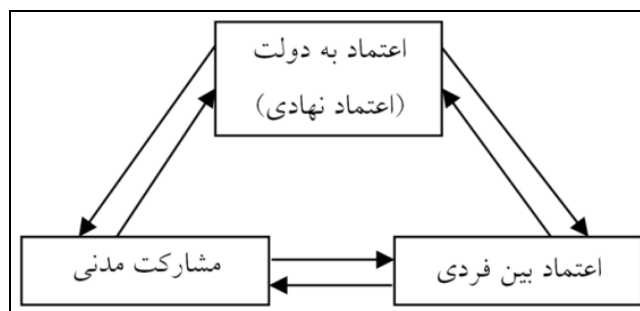 اعتماد به دولت
(اعتماد نهادی)
اعتماد بین فردی
مشارکت مدنی